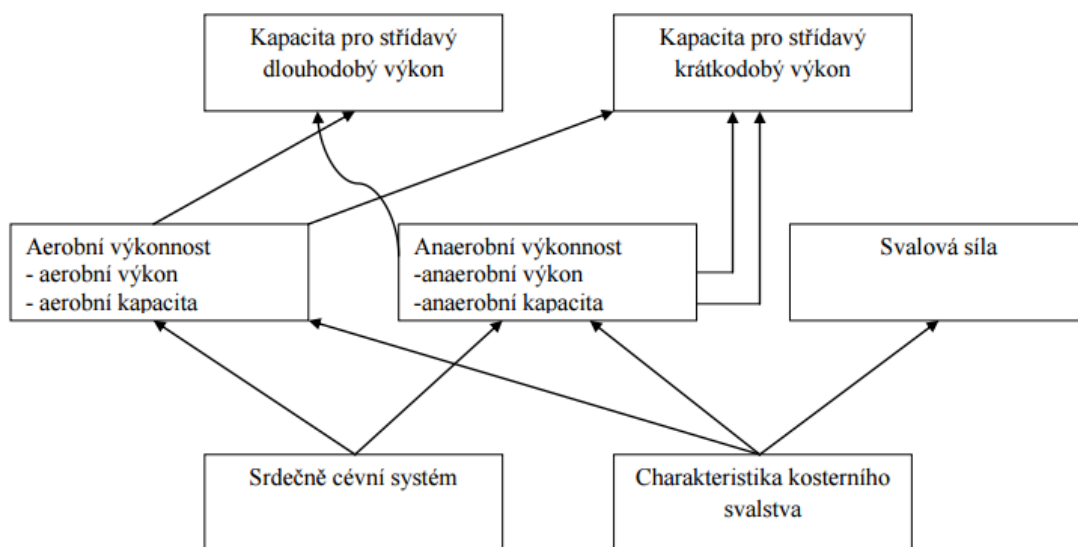 Kapacita pro střídavý
dlouhodobý výkon
Kapacita pro střídavý
krátkodobý výkon
Aerobní výkonnost
- aerobní výkon
- aerobní kapacita
Anaerobní výkonnost
-anaerobní výkon
-anaerobní kapacita
Svalová síla
Srdečně cévní systém
Charakteristika kosterního
svalstva